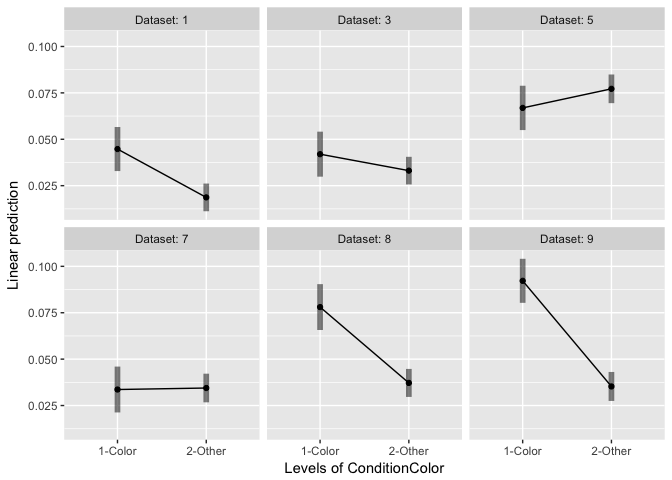 Dataset: 1 Dataset: 3 Dataset: 5
0.100
0.075
0.050
0.025
Linear prediction
Dataset: 7 Dataset: 8 Dataset: 9
0.100
0.075
0.050
0.025
1-Color 2-Other 1-Color 2-Other 1-Color 2-Other
Levels of ConditionColor